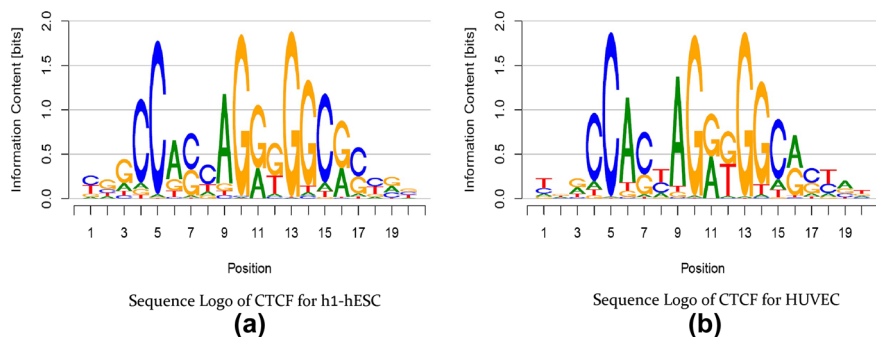 2.0
1.5
1.0
0.5
0.0
Information Content [bits]
1 3 5 7 9 11 13 15 17 19
Position
Sequence Logo of CTCF for h1-hESC
(a)
2.0
1.5
1.0
0.5
0.0
Information Content [bits]
1 3 5 7 9 11 13 15 17 19
Position
Sequence Logo of CTCF for HUVEC
(b)